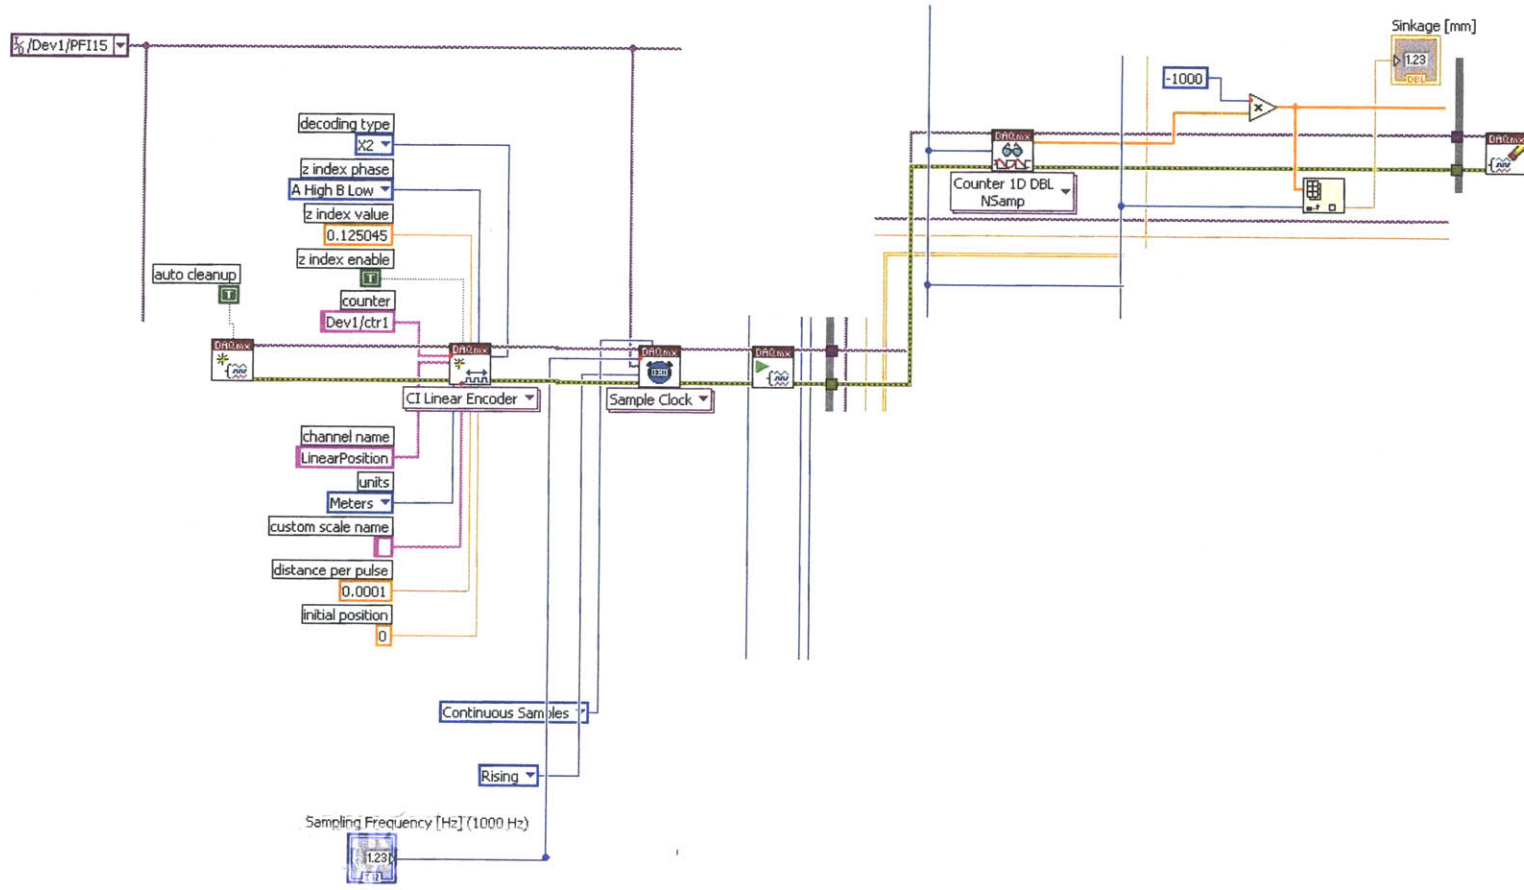 Sinkage [mm]
I/O /Dev1/PFI15
1.23
DBL
-1000
x
decoding type
X2
z index phase
A High B Low
z index value
0.125045
z index enable
T
auto cleanup
T
counter
Dev1/ctr1
DAQmx
Counter 1D DBL
NSamp
DAQmx
DAQmx
DAQmx
DAQmx
DAQmx
CI Linear Encoder
Sample Clock
channel name
LinearPosition
units
Meters
custom scale name
distance per pulse
0.0001
initial position
0
Continuous Samples
Rising
Sampling Frequency [Hz] (1000 Hz)
1.23